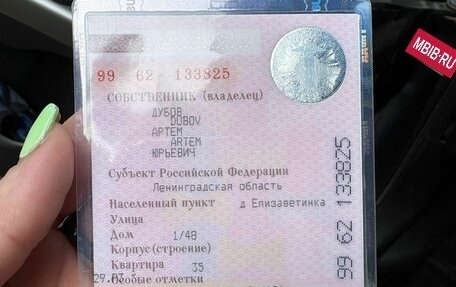 MBIB.RU
99 62 133825
СОБСТВЕННИК (владелец)
ДУБОВ
DUBOV
АРТЕМ
ARTEM
ЮРЬЕВИЧ
Субъект Российской Федерации
Ленинградская область
Населенный пункт д Елизаветинка
Улица
Дом 1/48
Корпус (строение)
Квартира 35
Особые отметки
99 62 133825